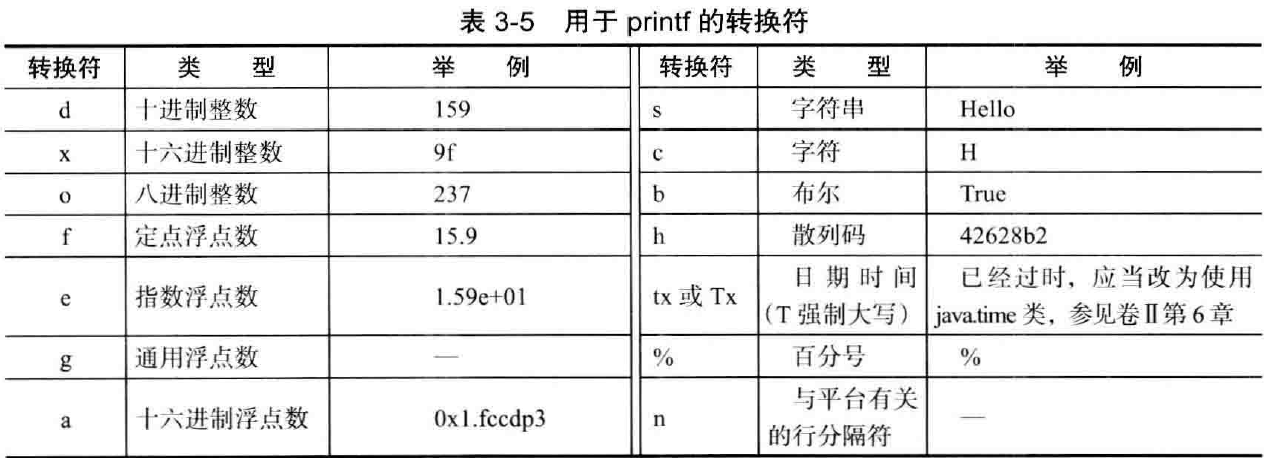 表 3-5 用于 printf 的转换符
转换符 类 型 举 例 转换符 类 型 举 例
d 十进制整数 159 s 字符串 Hello
x 十六进制整数 9f c 字符 H
o 八进制整数 237 b 布尔 True
f 定点浮点数 15.9 h 散列码 42628b2
e 指数浮点数 1.59e+01 tx 或 Tx 日期时间 已经过时，应当改为使用
（T 强制大写） java.time 类，参见卷Ⅱ第 6 章
g 通用浮点数 — % 百分号 %
a 十六进制浮点数 0x1.fccdp3 n 与平台有关 —
的行分隔符